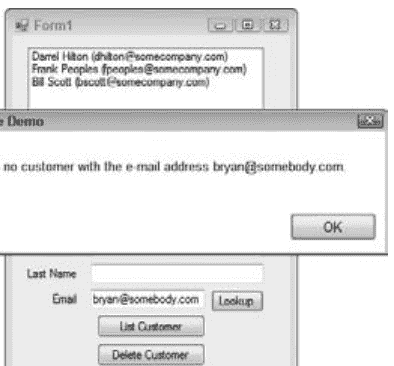 Form1
Darrel Hilton (dhilton@somecompany.com)
Frank Peoples (fpeoples@somecompany.com)
Bill Scott (bscott@somecompany.com)
e Demo
no customer with the e-mail address bryan@somebody.com
OK
Last Name
Email bryan@somebody.com Lookup
List Customer
Delete Customer